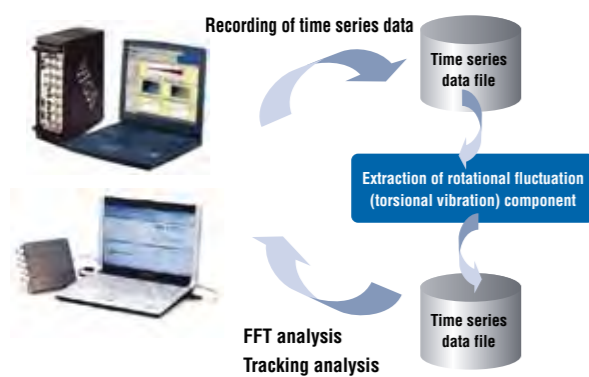 Recording of time series data
Time series
data file
Extraction of rotational fluctuation
(torsional vibration) component
Time series
data file
FFT analysis
Tracking analysis